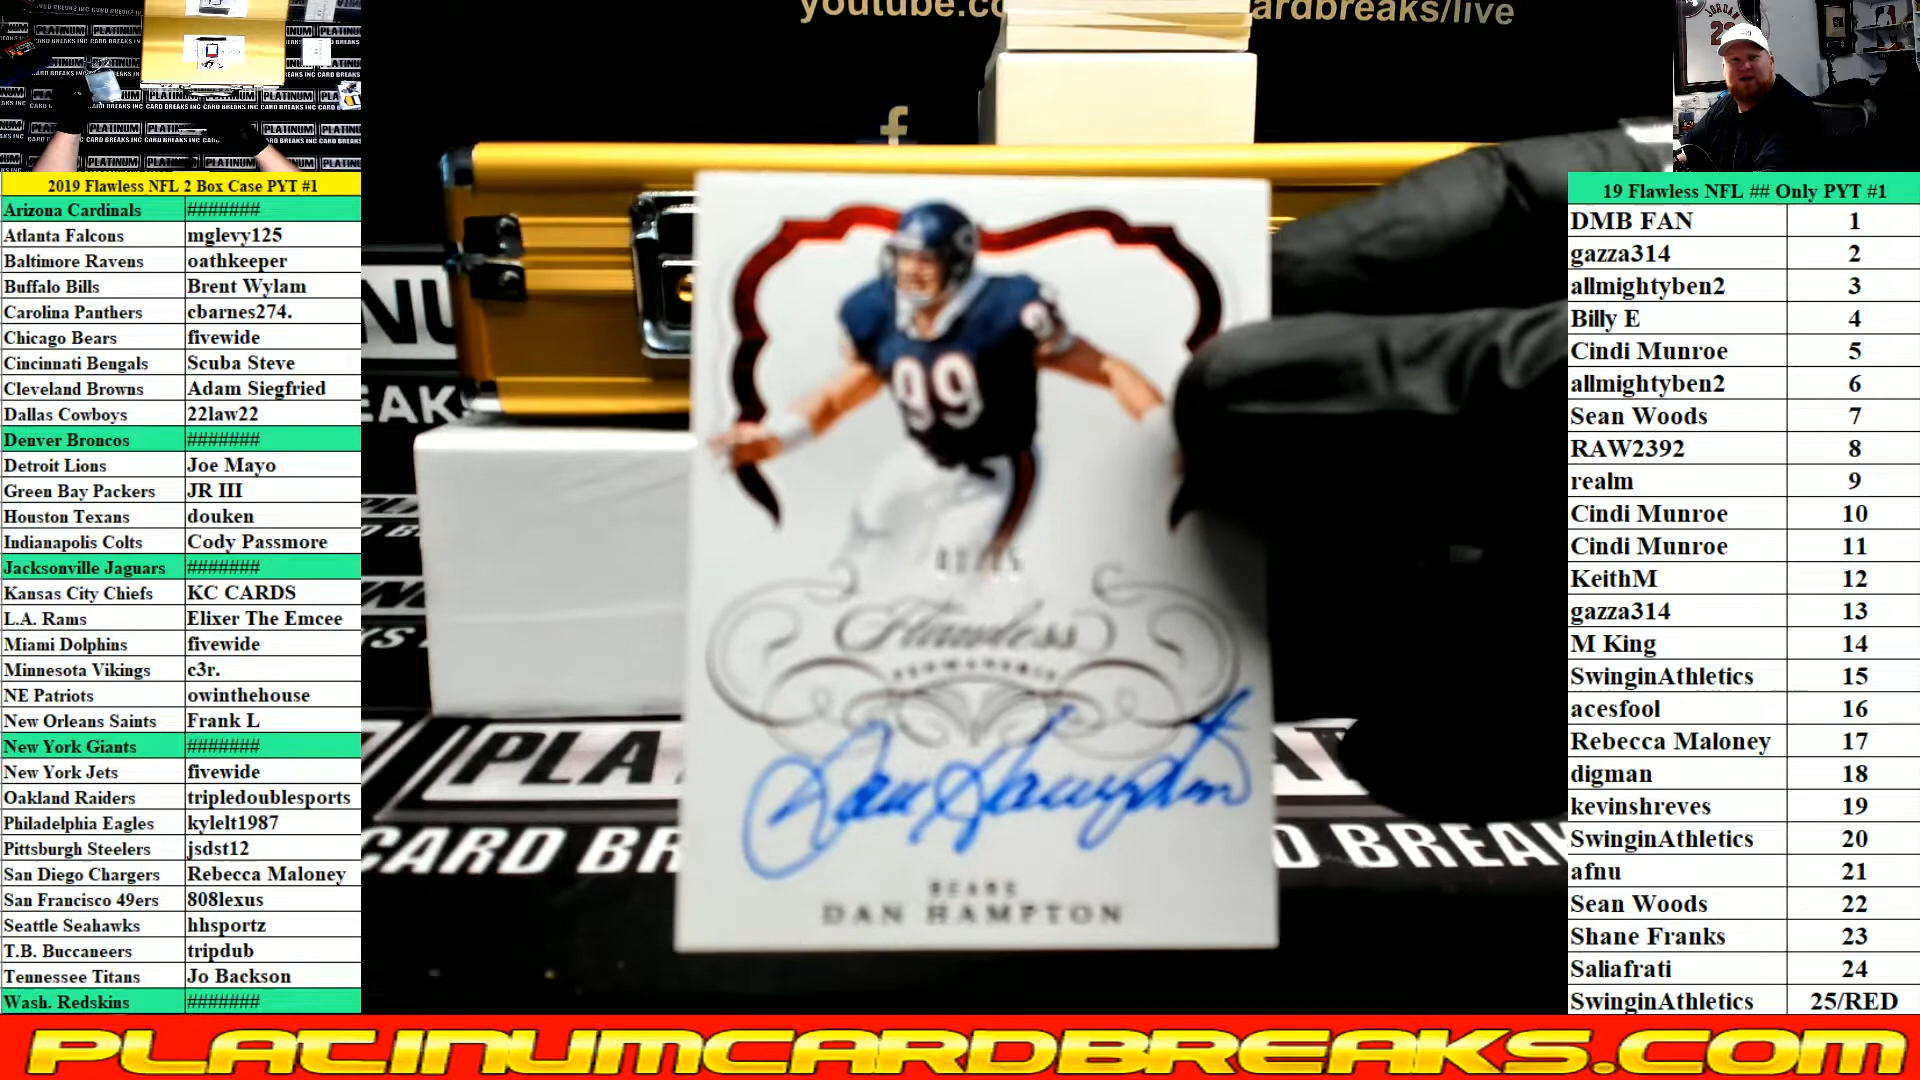 youtube.co ardbreaks/live
2019 Flawless NFL 2 Box Case PYT #1
Arizona Cardinals #######
Atlanta Falcons mglevy125
Baltimore Ravens oathkeeper
Buffalo Bills Brent Wylam
Carolina Panthers cbarnes274.
Chicago Bears fivewide
Cincinnati Bengals Scuba Steve
Cleveland Browns Adam Siegfried
Dallas Cowboys 22law22
Denver Broncos #######
Detroit Lions Joe Mayo
Green Bay Packers JR III
Houston Texans douken
Indianapolis Colts Cody Passmore
Jacksonville Jaguars #######
Kansas City Chiefs KC CARDS
L.A. Rams Elixer The Emcee
Miami Dolphins fivewide
Minnesota Vikings c3r.
NE Patriots owinthehouse
New Orleans Saints Frank L
New York Giants #######
New York Jets fivewide
Oakland Raiders tripledoublesports
Philadelphia Eagles kylelt1987
Pittsburgh Steelers jsdst12
San Diego Chargers Rebecca Maloney
San Francisco 49ers 808lexus
Seattle Seahawks hhsportz
T.B. Buccaneers tripdub
Tennessee Titans Jo Backson
Wash. Redskins #######
99
Flawless
PENMANSHIP
Dan Hampton
BEARS
DAN HAMPTON
PLA
CARD BR
D BREAK
19 Flawless NFL ## Only PYT #1
DMB FAN 1
gazza314 2
allmightyben2 3
Billy E 4
Cindi Munroe 5
allmightyben2 6
Sean Woods 7
RAW2392 8
realm 9
Cindi Munroe 10
Cindi Munroe 11
KeithM 12
gazza314 13
M King 14
SwinginAthletics 15
acesfool 16
Rebecca Maloney 17
digman 18
kevinshreves 19
SwinginAthletics 20
afnu 21
Sean Woods 22
Shane Franks 23
Saliafrati 24
SwinginAthletics 25/RED
PLATINUMCARDBREAKS.COM